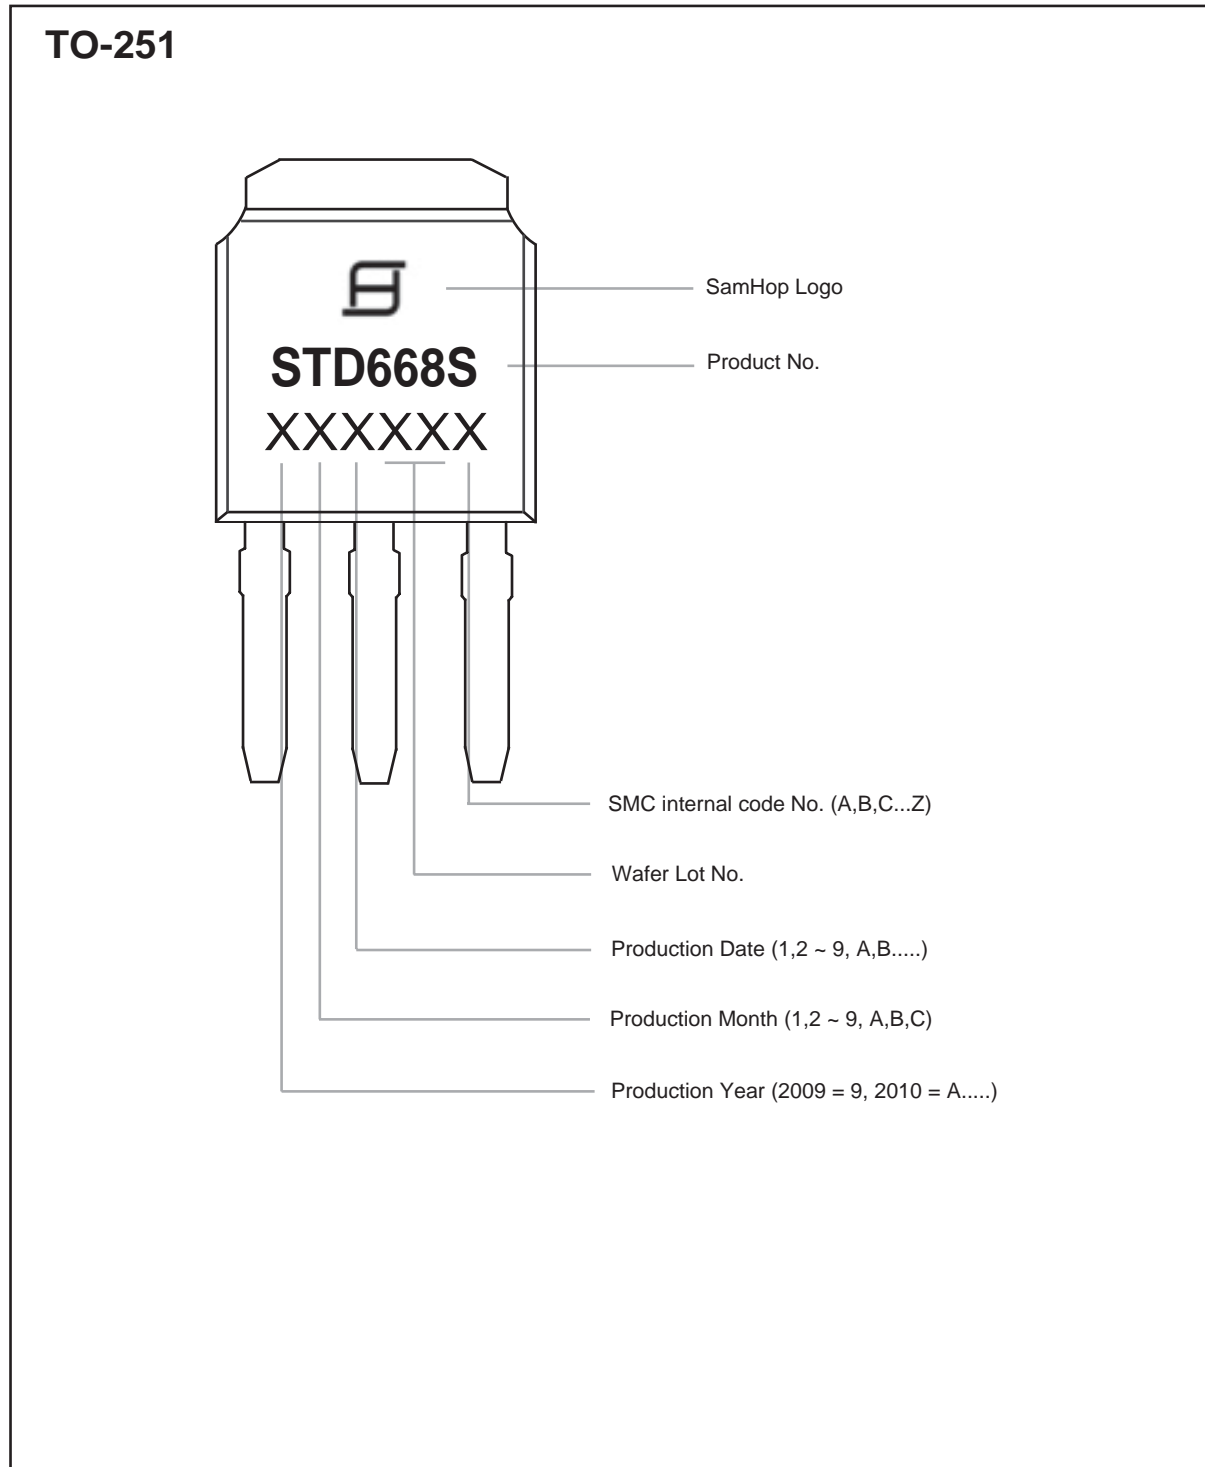 TO-251
SamHop Logo
STD668S
Product No.
XXXXXX
SMC internal code No. (A,B,C...Z)
Wafer Lot No.
Production Date (1,2 ~ 9, A,B.....)
Production Month (1,2 ~ 9, A,B,C)
Production Year (2009 = 9, 2010 = A.....)